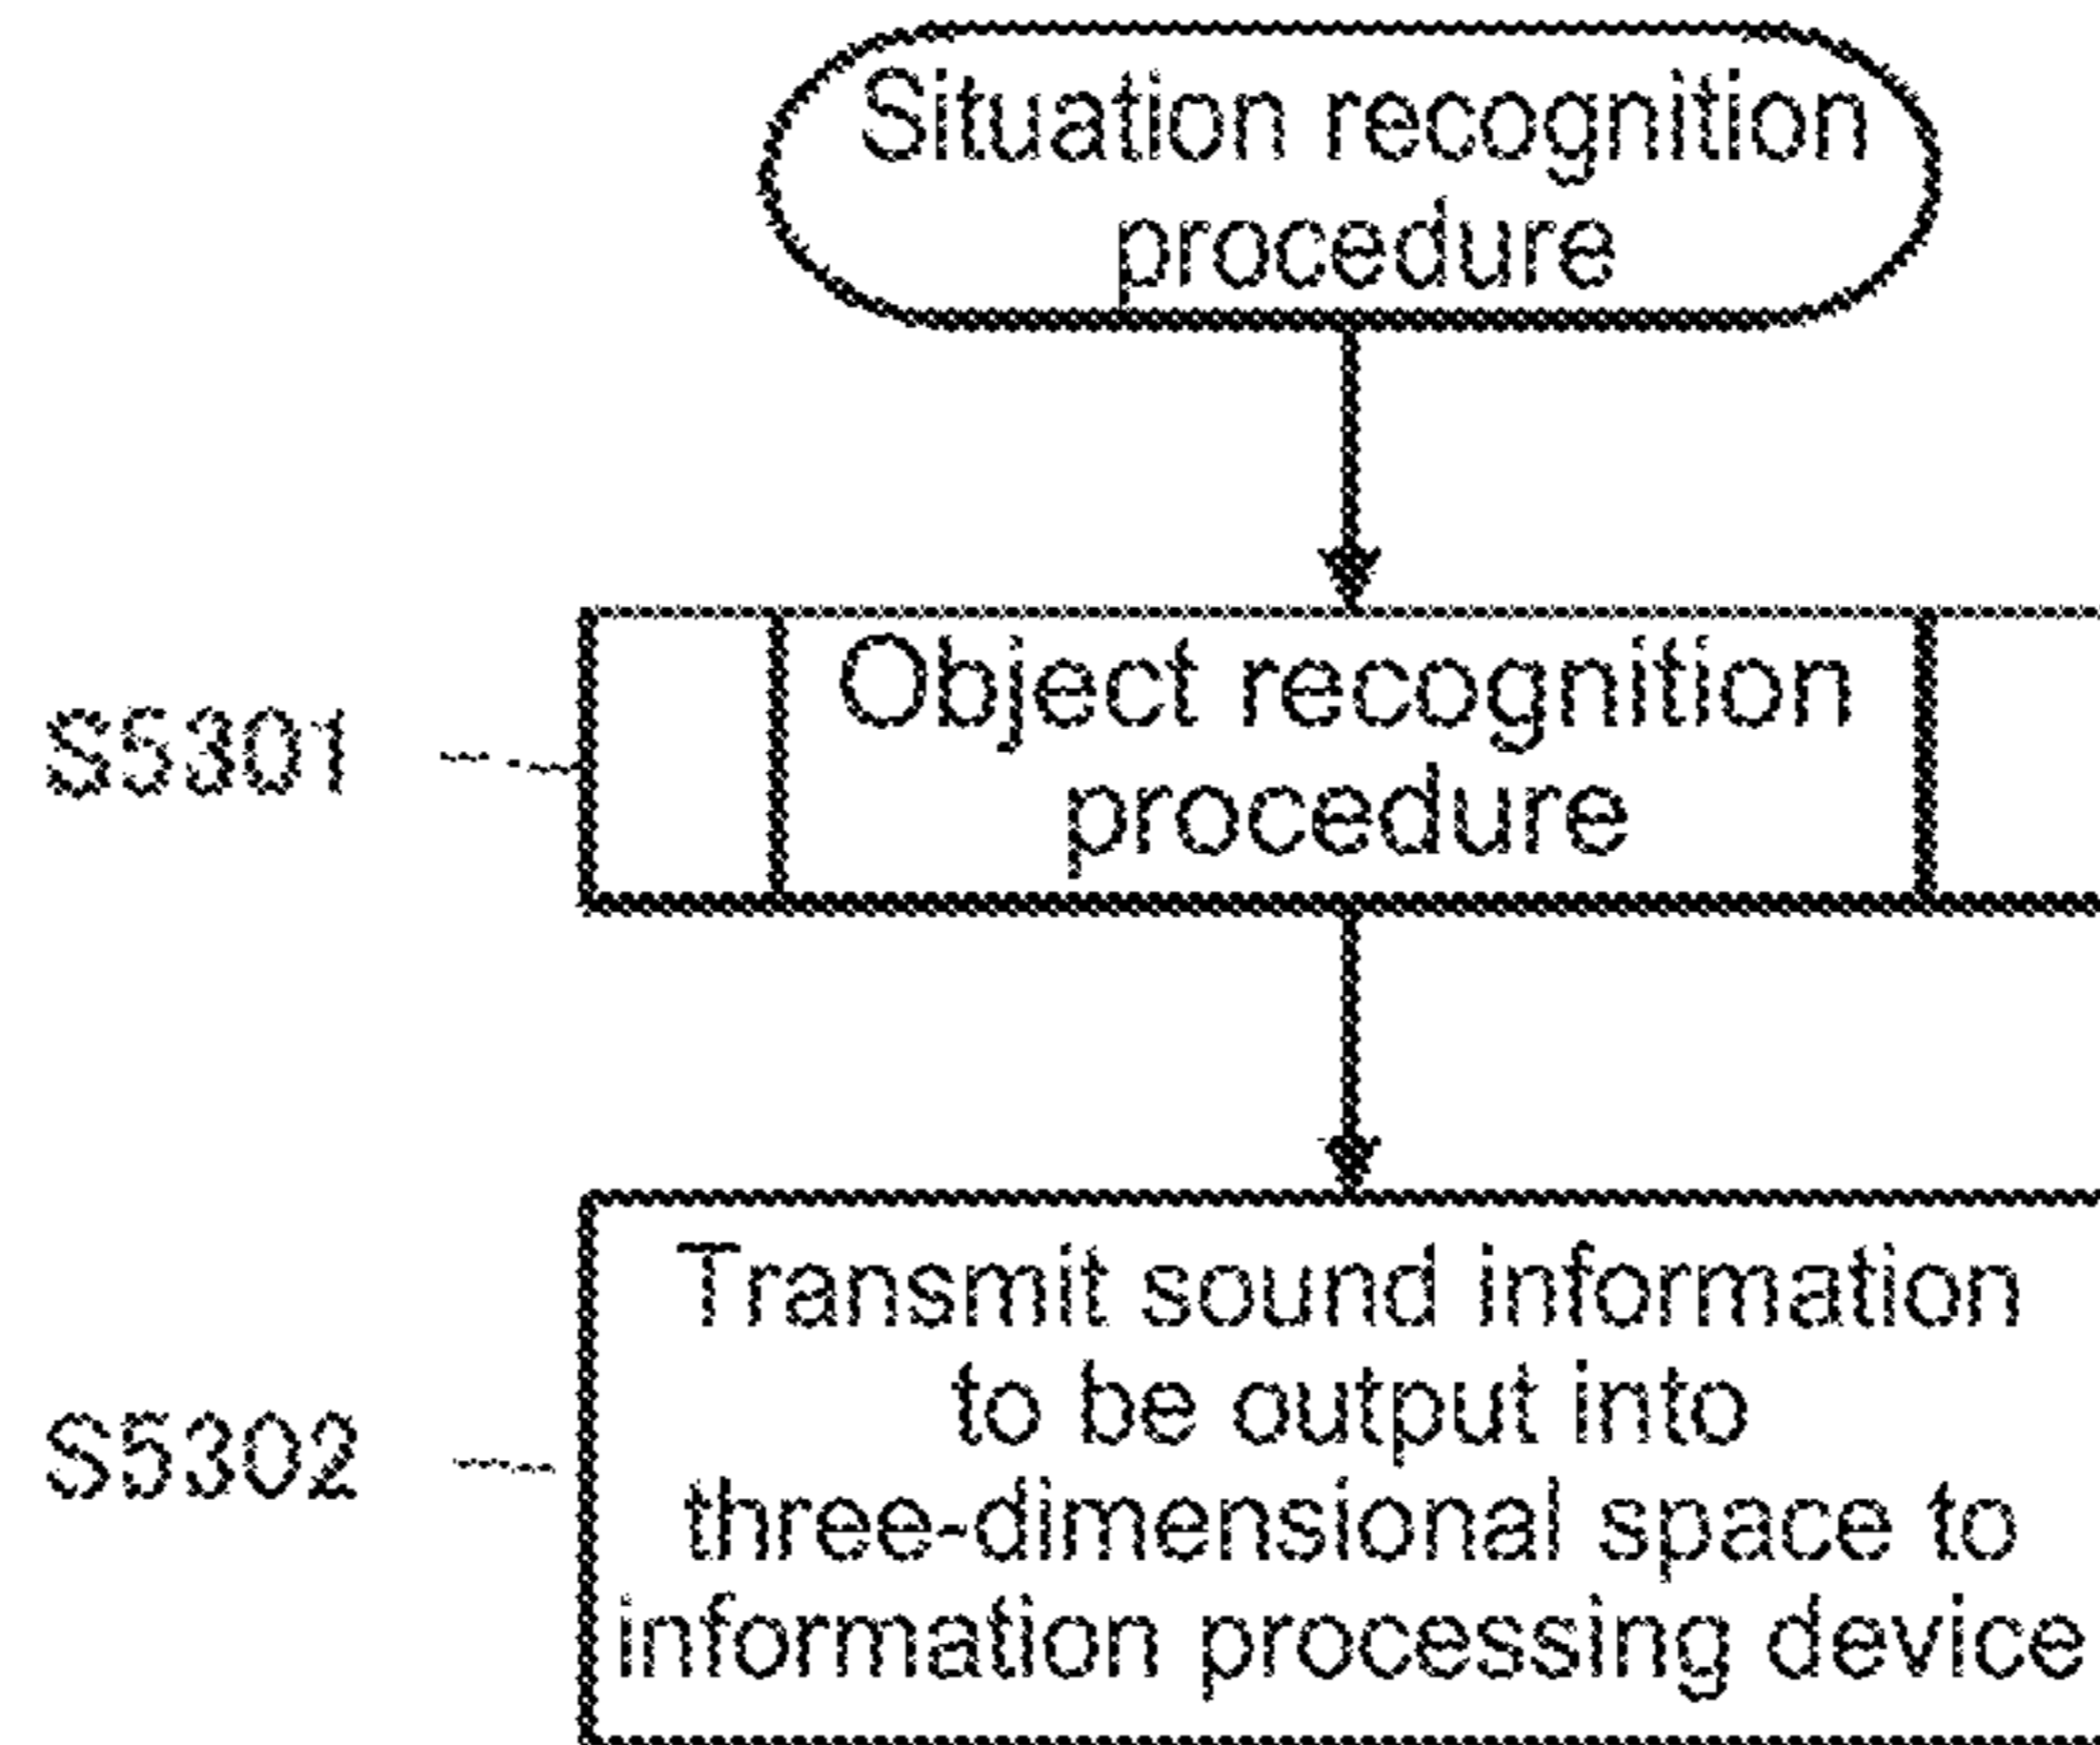 Situation recognition
procedure
S5301
Object recognition
procedure
S5302
Transmit sound information
to be output into
three-dimensional space to
information processing device